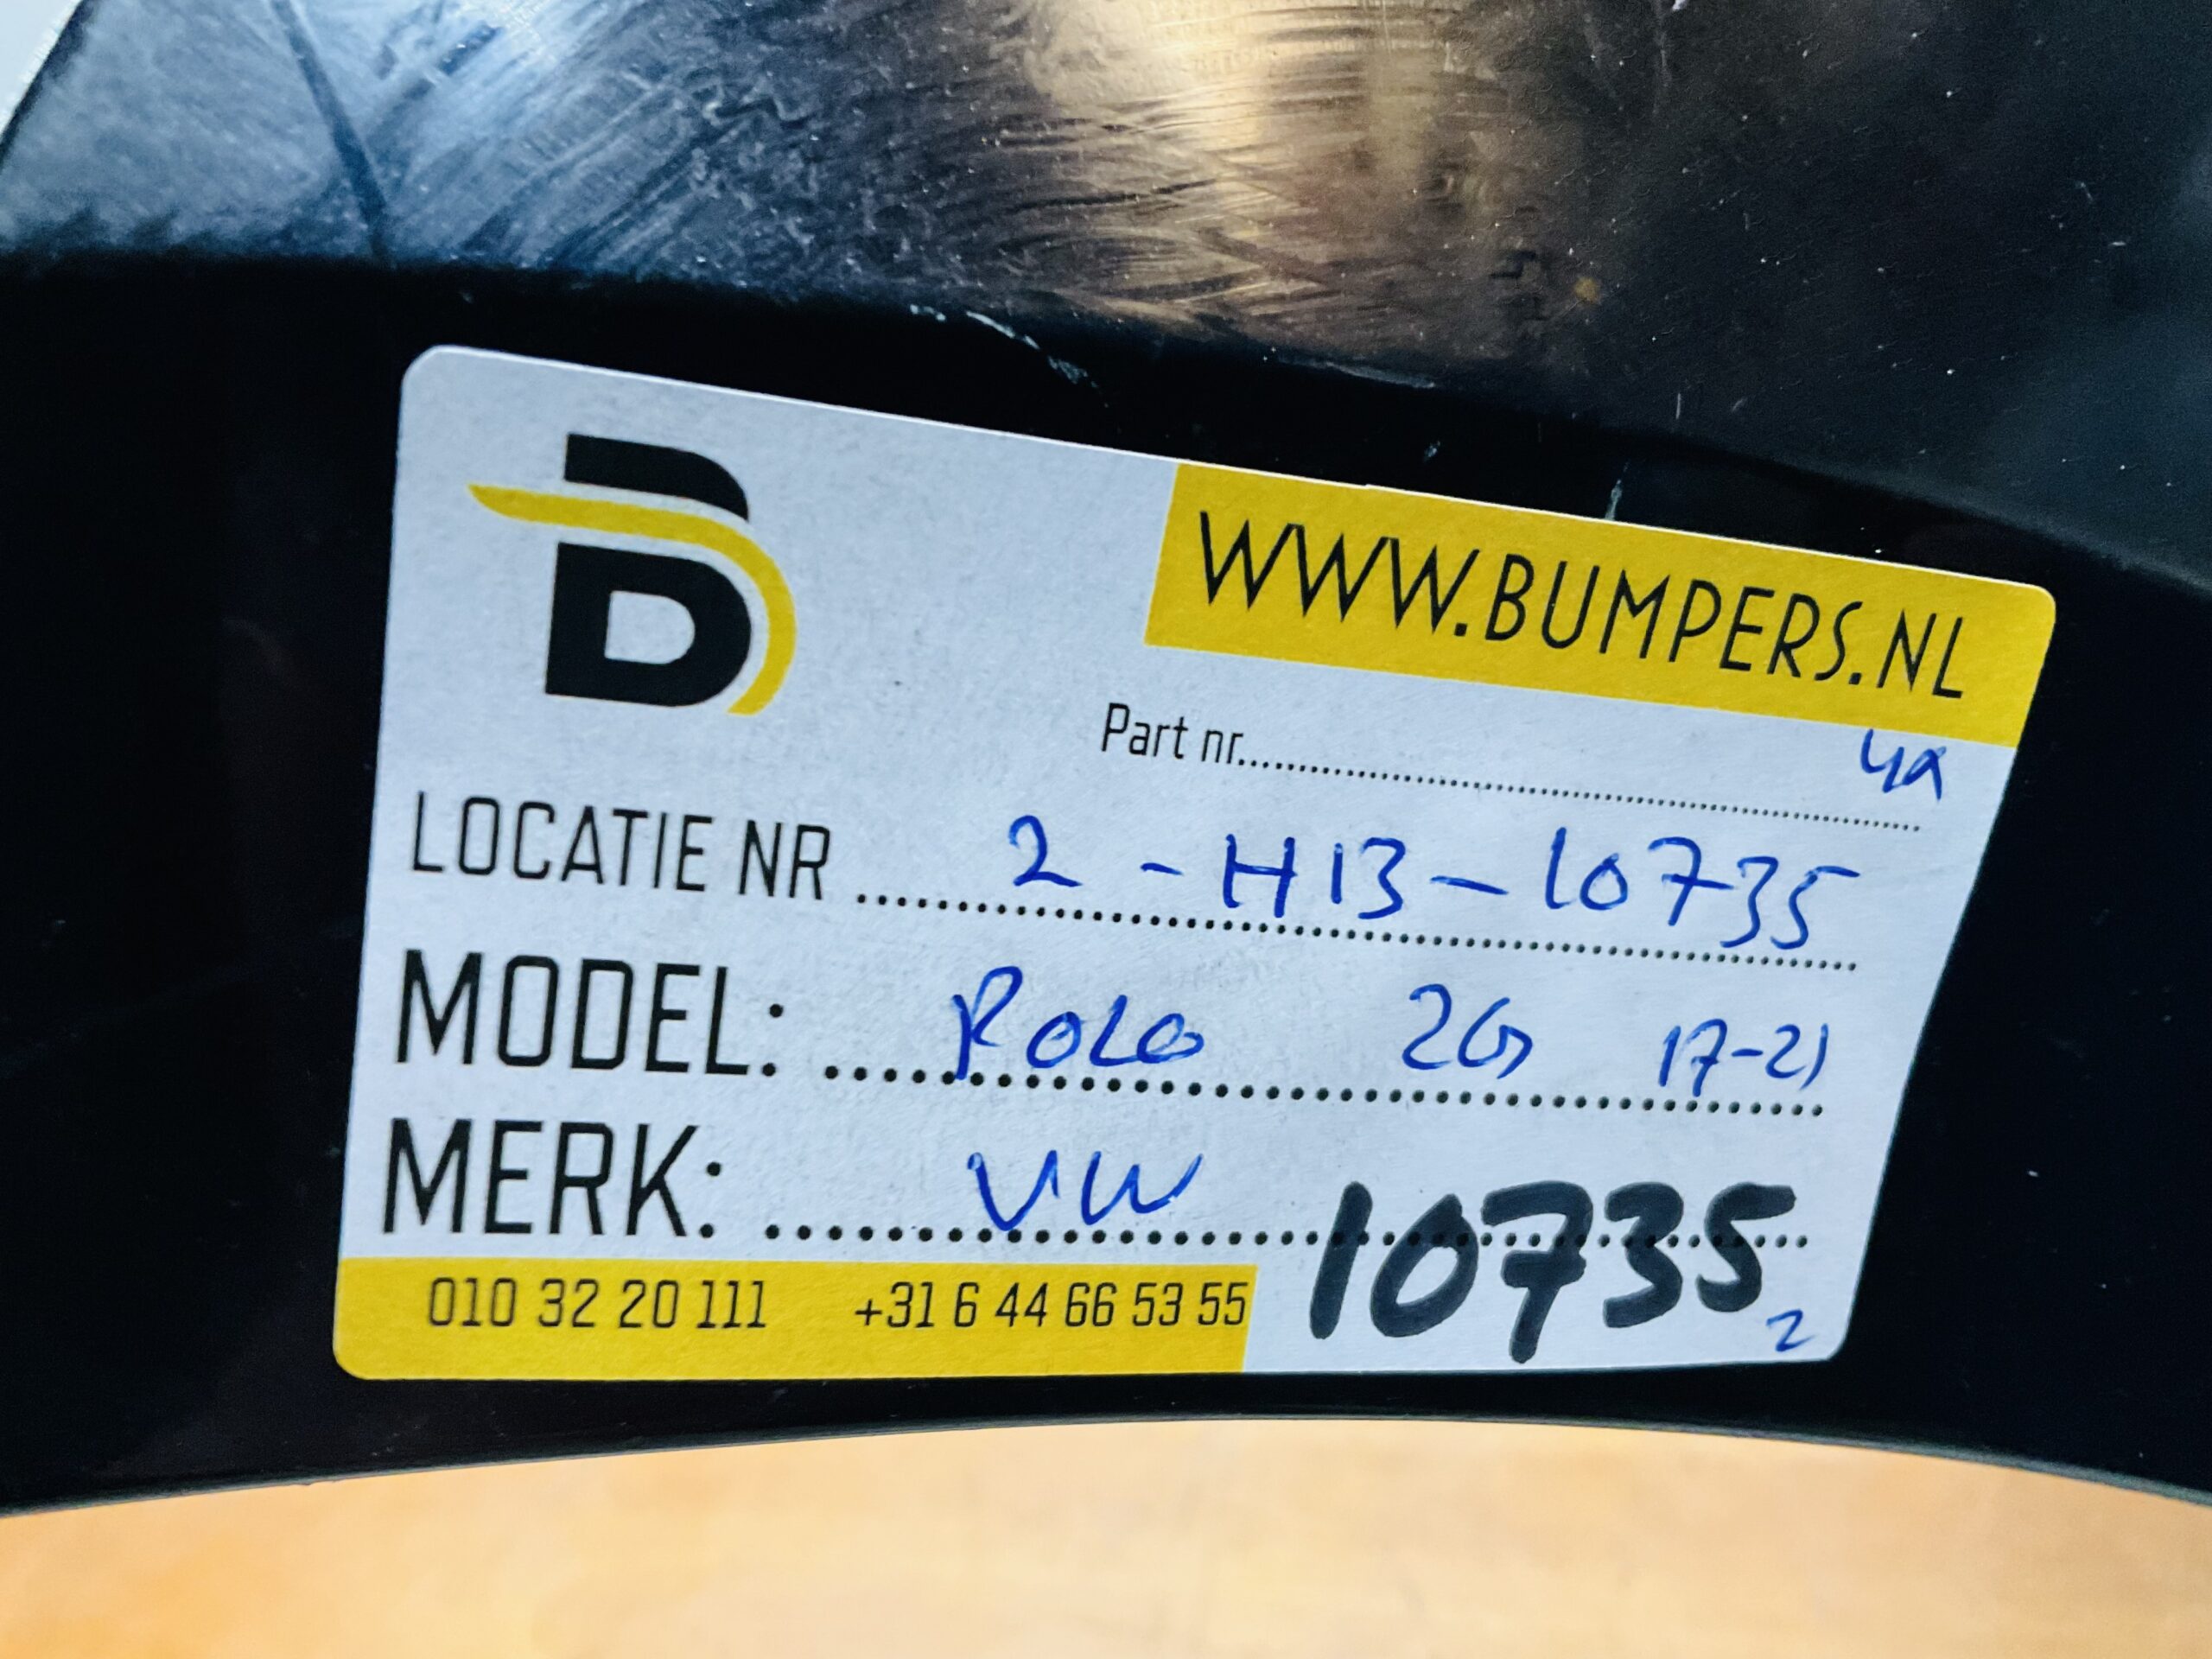 WWW.BUMPERS.NL
Part nr....................
LOCATIE NR .......... 2 - H13 - 10735
MODEL: .......... POLO 2G 17-21
MERK: .......... VW
10735
010 32 20 111 +31 6 44 66 53 55
2